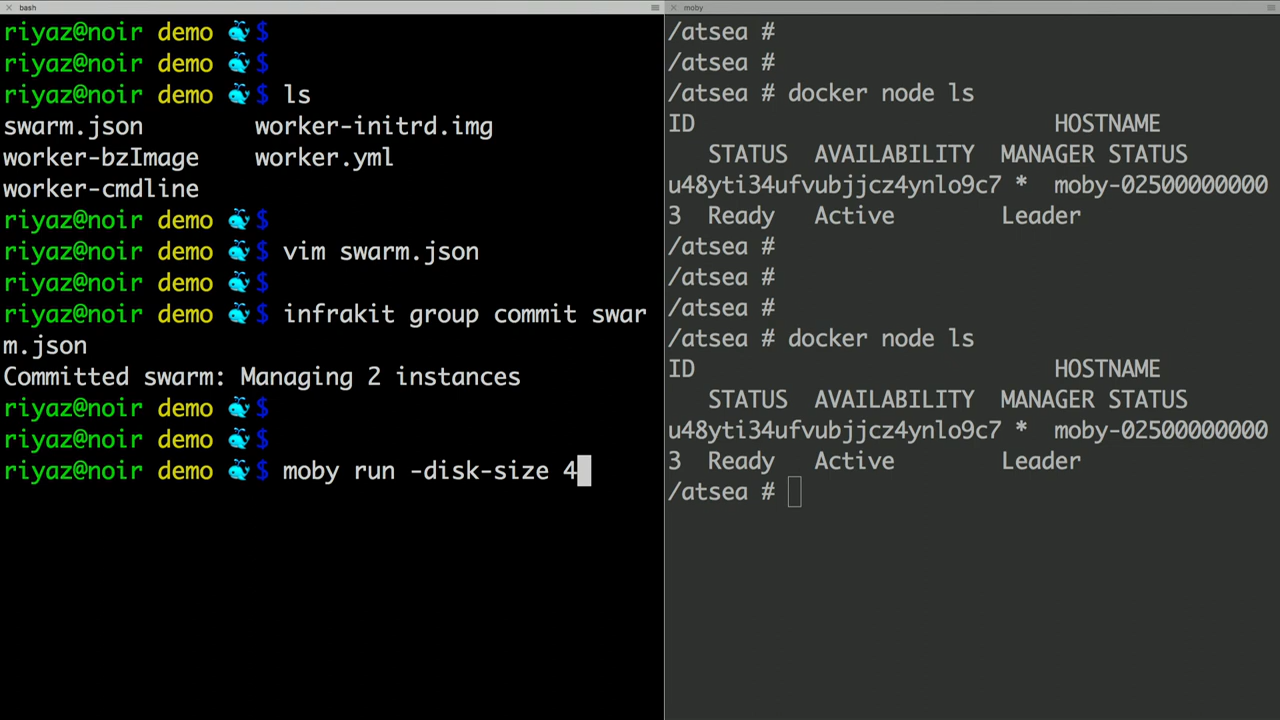 bash
riyaz@noir demo 🐳$
riyaz@noir demo 🐳$
riyaz@noir demo 🐳$ ls
swarm.json worker-initrd.img
worker-bzImage worker.yml
worker-cmdline
riyaz@noir demo 🐳$
riyaz@noir demo 🐳$ vim swarm.json
riyaz@noir demo 🐳$
riyaz@noir demo 🐳$ infrakit group commit swar
m.json
Committed swarm: Managing 2 instances
riyaz@noir demo 🐳$
riyaz@noir demo 🐳$
riyaz@noir demo 🐳$ moby run -disk-size 4
moby
/atsea #
/atsea #
/atsea # docker node ls
ID HOSTNAME
STATUS AVAILABILITY MANAGER STATUS
u48yti34ufvubjjcz4ynlo9c7 * moby-02500000000
3 Ready Active Leader
/atsea #
/atsea #
/atsea #
/atsea # docker node ls
ID HOSTNAME
STATUS AVAILABILITY MANAGER STATUS
u48yti34ufvubjjcz4ynlo9c7 * moby-02500000000
3 Ready Active Leader
/atsea #